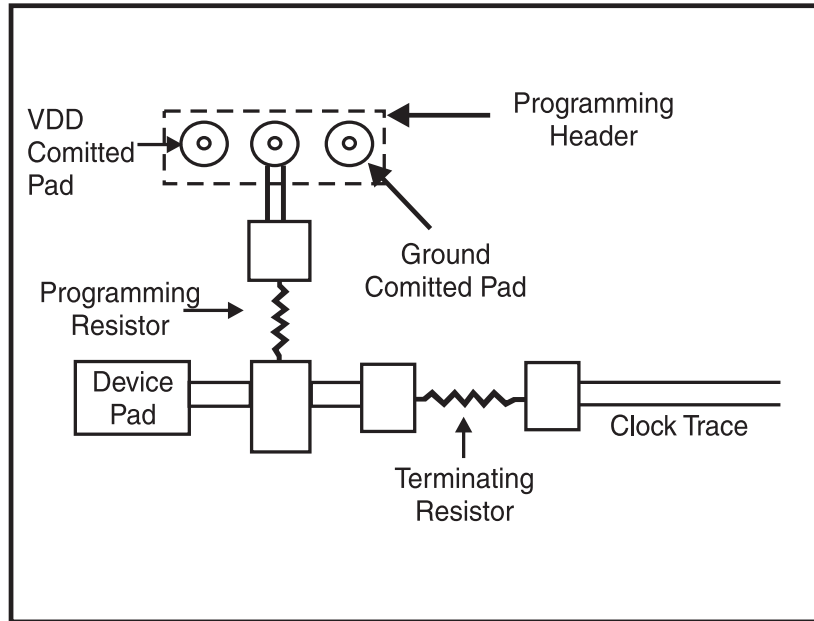 VDD
Comitted
Pad
Programming
Header
Ground
Comitted Pad
Programming
Resistor
Device
Pad
Clock Trace
Terminating
Resistor